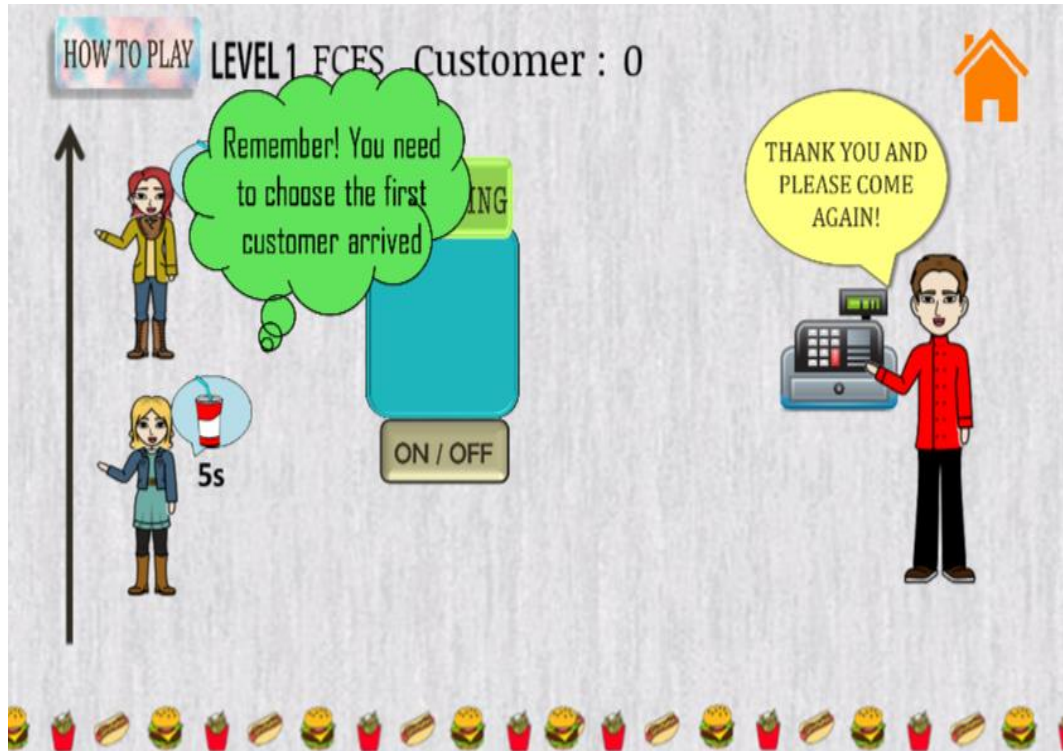 HOW TO PLAY
LEVEL 1 FCFS Customer : 0
Remember! You need
to choose the first
customer arrived
THANK YOU AND
PLEASE COME
AGAIN!
5s
ON / OFF